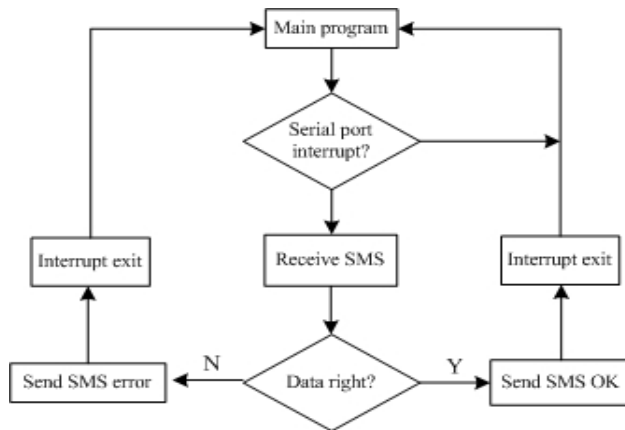 Main program
Serial port
interrupt?
Interrupt exit
Receive SMS
Interrupt exit
Send SMS error
N
Data right?
Y
Send SMS OK